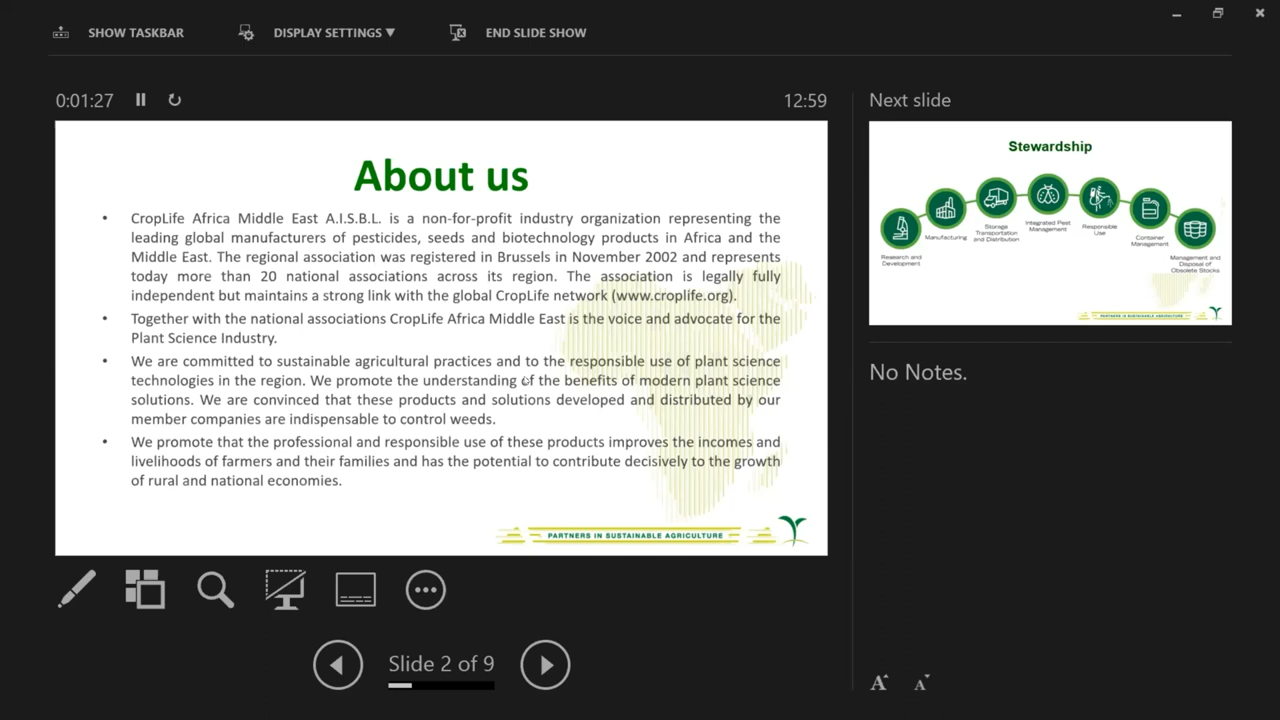 SHOW TASKBAR
DISPLAY SETTINGS ▼
END SLIDE SHOW
0:01:27
12:59
About us
• CropLife Africa Middle East A.I.S.B.L. is a non-for-profit industry organization representing the
leading global manufacturers of pesticides, seeds and biotechnology products in Africa and the
Middle East. The regional association was registered in Brussels in November 2002 and represents
today more than 20 national associations across its region. The association is legally fully
independent but maintains a strong link with the global CropLife network (www.croplife.org).
• Together with the national associations CropLife Africa Middle East is the voice and advocate for the
Plant Science Industry.
• We are committed to sustainable agricultural practices and to the responsible use of plant science
technologies in the region. We promote the understanding of the benefits of modern plant science
solutions. We are convinced that these products and solutions developed and distributed by our
member companies are indispensable to control weeds.
• We promote that the professional and responsible use of these products improves the incomes and
livelihoods of farmers and their families and has the potential to contribute decisively to the growth
of rural and national economies.
PARTNERS IN SUSTAINABLE AGRICULTURE
Slide 2 of 9
Next slide
Stewardship
Research and
Development
Manufacturing
Storage
Transportation
and Distribution
Integrated Pest
Management
Responsible
Use
Container
Management
Management and
Disposal of
Obsolete Stocks
PARTNERS IN SUSTAINABLE AGRICULTURE
No Notes.
A A